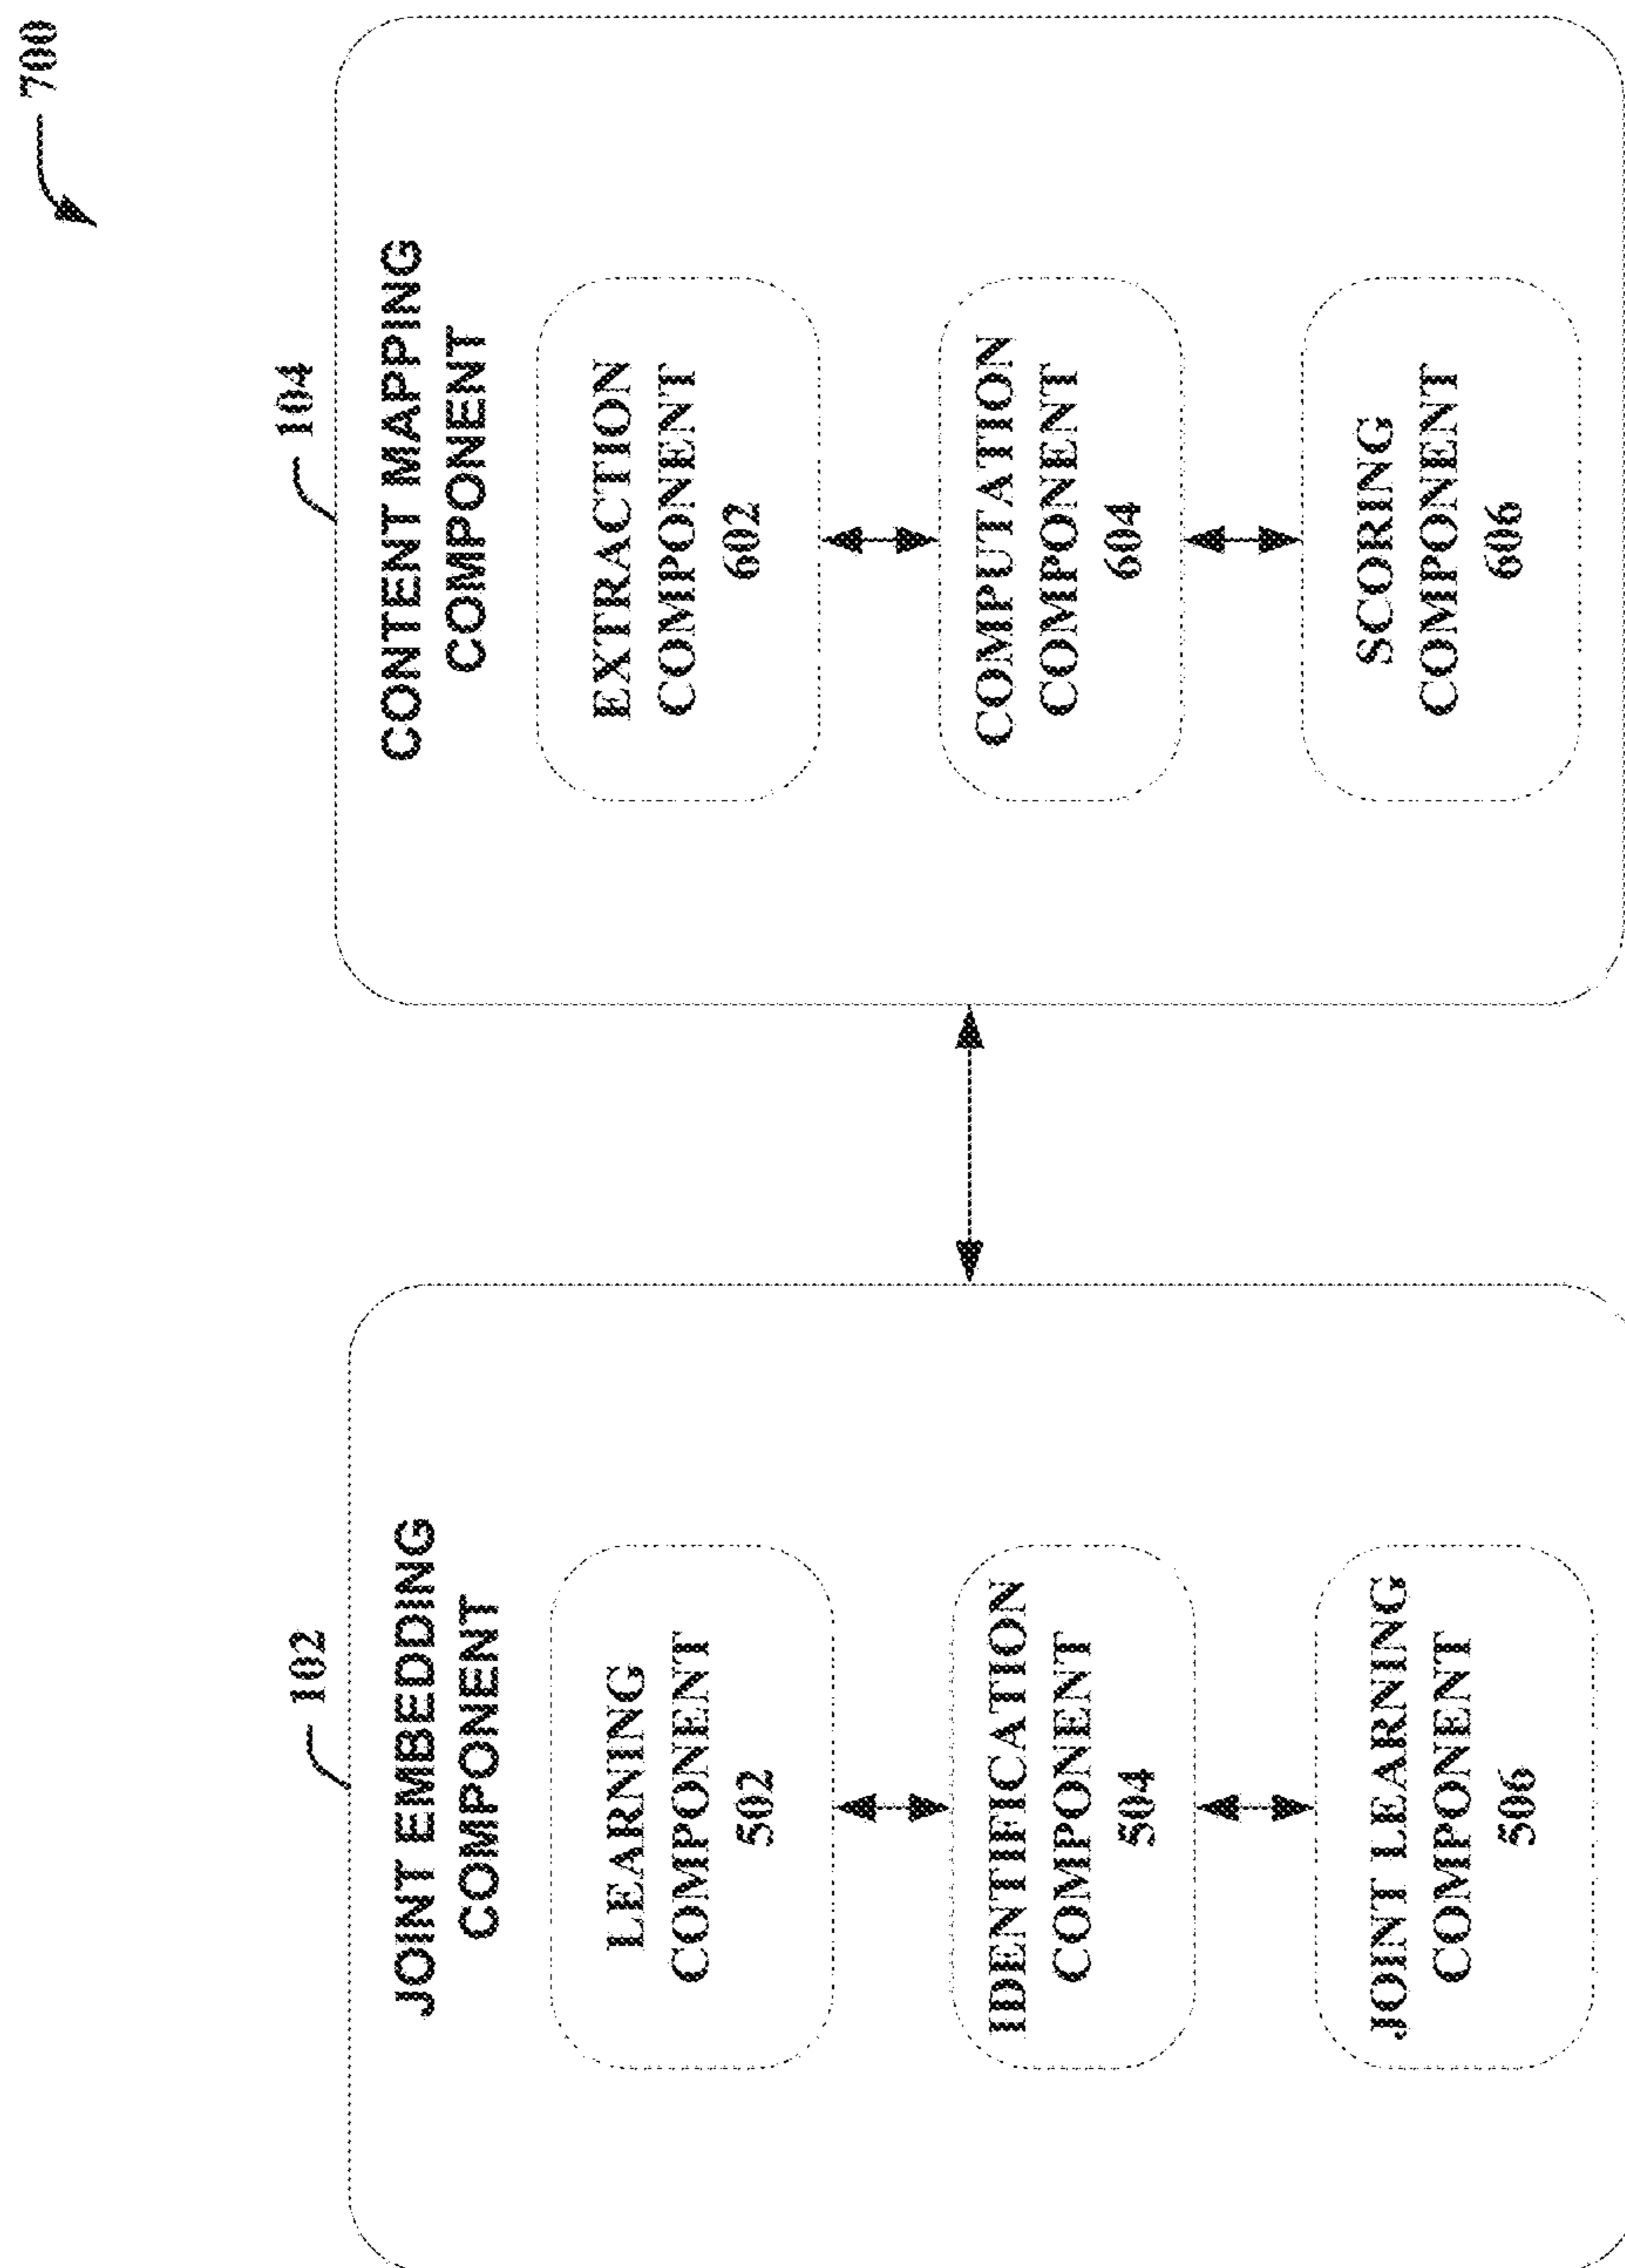 700
102
JOINT EMBEDDING
COMPONENT
LEARNING
COMPONENT
502
IDENTIFICATION
COMPONENT
504
JOINT LEARNING
COMPONENT
506
104
CONTENT MAPPING
COMPONENT
EXTRACTION
COMPONENT
602
COMPUTATION
COMPONENT
604
SCORING
COMPONENT
606